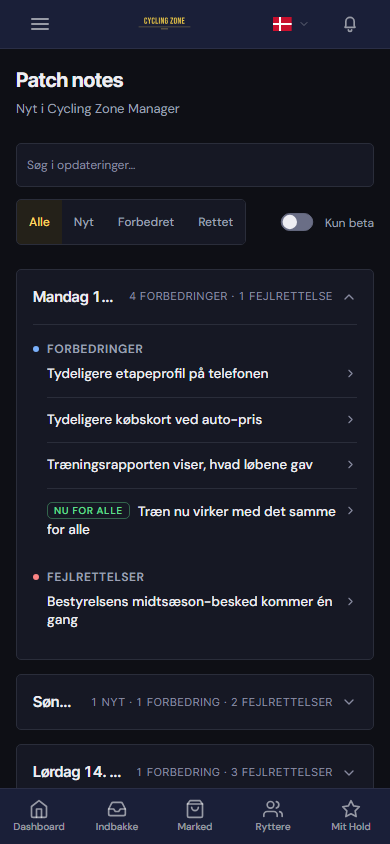 CYCLING ZONE
Patch notes
Nyt i Cycling Zone Manager
Søg i opdateringer...
Alle Nyt Forbedret Rettet Kun beta
Mandag 1... 4 FORBEDRINGER · 1 FEJLRETTELSE
FORBEDRINGER
Tydeligere etapeprofil på telefonen
Tydeligere købskort ved auto-pris
Træningsrapporten viser, hvad løbene gav
NU FOR ALLE Træn nu virker med det samme
for alle
FEJLRETTELSER
Bestyrelsens midtsæson-besked kommer én
gang
Søn... 1 NYT · 1 FORBEDRING · 2 FEJLRETTELSER
Lørdag 14. ... 1 FORBEDRING · 3 FEJLRETTELSER
Dashboard Indbakke Marked Ryttere Mit Hold